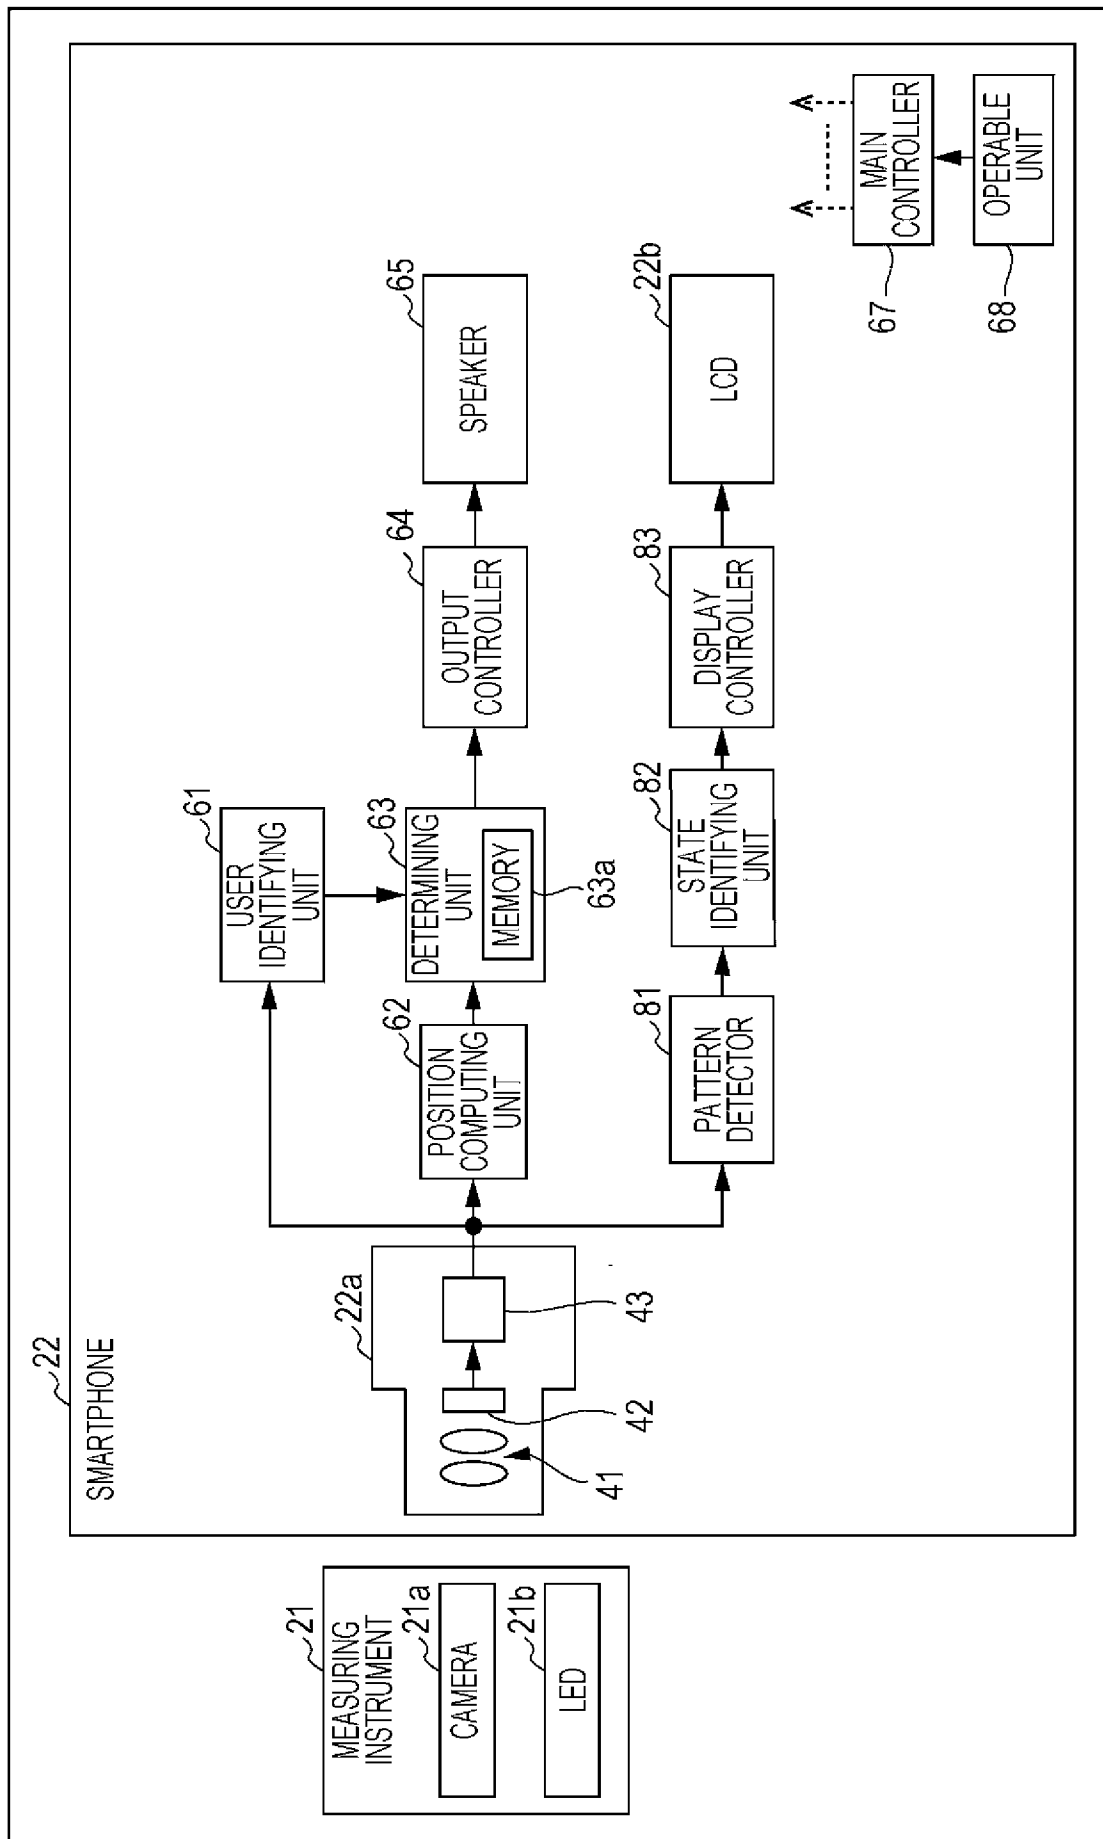 22
SMARTPHONE
21
MEASURING
INSTRUMENT
21a
CAMERA
21b
LED
22a
41
42
43
61
USER
IDENTIFYING
UNIT
62
POSITION
COMPUTING
UNIT
63
DETERMINING
UNIT
MEMORY
63a
64
OUTPUT
CONTROLLER
65
SPEAKER
81
PATTERN
DETECTOR
82
STATE
IDENTIFYING
UNIT
83
DISPLAY
CONTROLLER
22b
LCD
67
MAIN
CONTROLLER
68
OPERABLE
UNIT